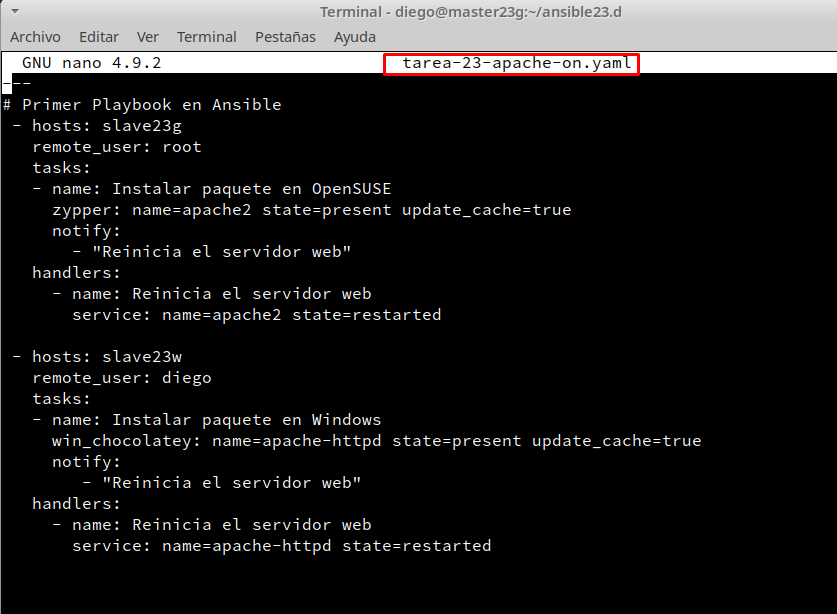 Terminal - diego@master23g:~/ansible23.d
Archivo Editar Ver Terminal Pestañas Ayuda
GNU nano 4.9.2 tarea-23-apache-on.yaml
---
# Primer Playbook en Ansible
- hosts: slave23g
remote_user: root
tasks:
- name: Instalar paquete en OpenSUSE
zypper: name=apache2 state=present update_cache=true
notify:
- "Reinicia el servidor web"
handlers:
- name: Reinicia el servidor web
service: name=apache2 state=restarted
- hosts: slave23w
remote_user: diego
tasks:
- name: Instalar paquete en Windows
win_chocolatey: name=apache-httpd state=present update_cache=true
notify:
- "Reinicia el servidor web"
handlers:
- name: Reinicia el servidor web
service: name=apache-httpd state=restarted